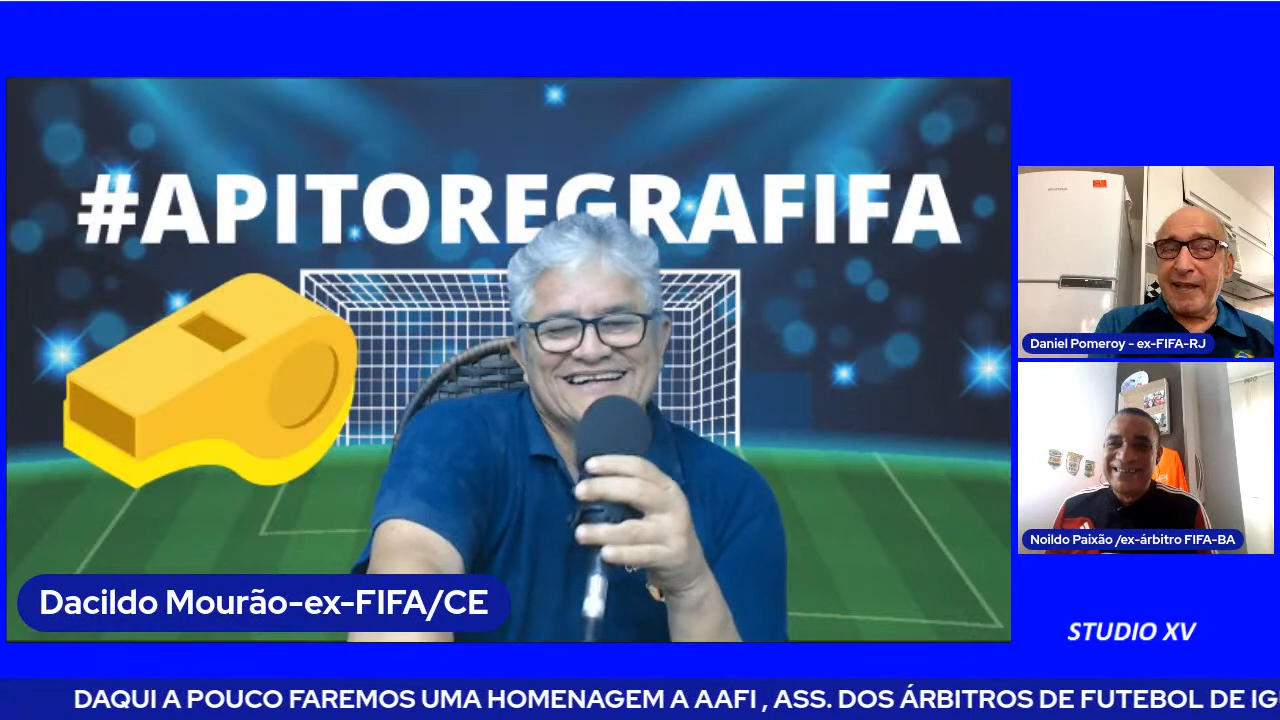 #APITOREGRAFIFA
Dacildo Mourão-ex-FIFA/CE
Daniel Pomeroy - ex-FIFA-RJ
Noildo Paixão /ex-árbitro FIFA-BA
STUDIO XV
DAQUI A POUCO FAREMOS UMA HOMENAGEM A AAFI , ASS. DOS ÁRBITROS DE FUTEBOL DE IG